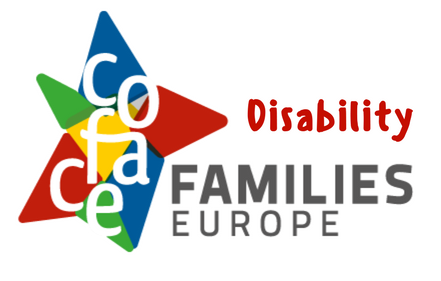 coface
Disability
FAMILIES
EUROPE